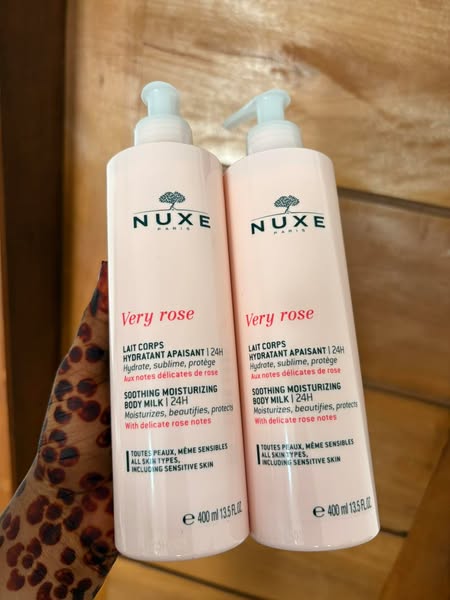 NUXE
PARIS
Very rose
LAIT CORPS
HYDRATANT APAISANT | 24H
Hydrate, sublime, protège
Aux notes délicates de rose
SOOTHING MOISTURIZING
BODY MILK | 24H
Moisturizes, beautifies, protects
With delicate rose notes
TOUTES PEAUX, MÊME SENSIBLES
ALL SKIN TYPES,
INCLUDING SENSITIVE SKIN
℮ 400 ml 13.5 FL.OZ
NUXE
PARIS
Very rose
LAIT CORPS
HYDRATANT APAISANT | 24H
Hydrate, sublime, protège
Aux notes délicates de rose
SOOTHING MOISTURIZING
BODY MILK | 24H
Moisturizes, beautifies, protects
With delicate rose notes
TOUTES PEAUX, MÊME SENSIBLES
ALL SKIN TYPES,
INCLUDING SENSITIVE SKIN
℮ 400 ml 13.5 FL.OZ